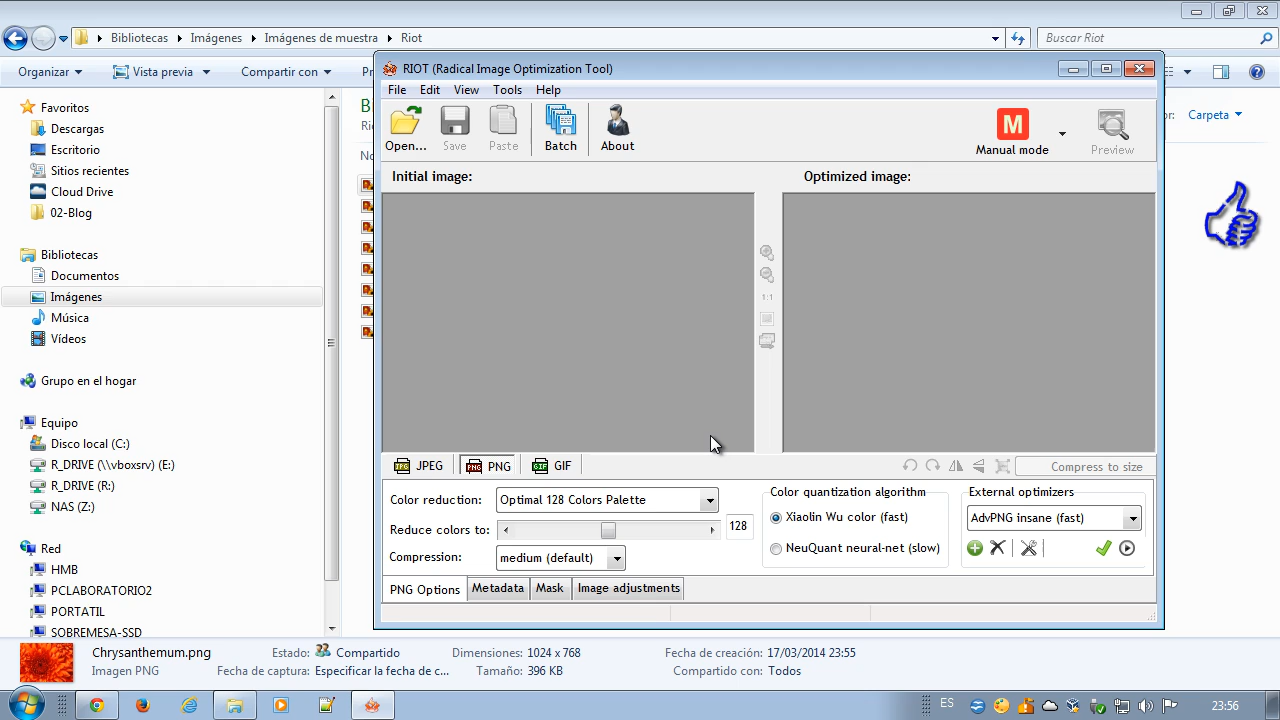 Bibliotecas Imágenes Imágenes de muestra Riot Buscar Riot
Organizar Vista previa Compartir con
RIOT (Radical Image Optimization Tool)
File Edit View Tools Help
Open... Save Paste Batch About Manual mode Preview
Initial image: Optimized image:
1:1
JPEG PNG GIF Compress to size
Color reduction: Optimal 128 Colors Palette
Reduce colors to: 128
Compression: medium (default)
Color quantization algorithm
Xiaolin Wu color (fast)
NeuQuant neural-net (slow)
External optimizers
AdvPNG insane (fast)
PNG Options Metadata Mask Image adjustments
Favoritos
Descargas
Escritorio
Sitios recientes
Cloud Drive
02-Blog
Bibliotecas
Documentos
Imágenes
Música
Vídeos
Grupo en el hogar
Equipo
Disco local (C:)
R_DRIVE (\\vboxsrv) (E:)
R_DRIVE (R:)
NAS (Z:)
Red
HMB
PCLABORATORIO2
PORTATIL
SOBREMESA-SSD
Carpeta
Chrysanthemum.png Estado: Compartido Dimensiones: 1024 x 768 Fecha de creación: 17/03/2014 23:55
Imagen PNG Fecha de captura: Especificar la fecha de c... Tamaño: 396 KB Compartido con: Todos
ES 23:56